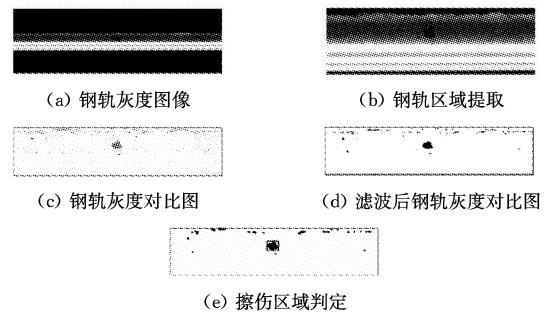 (a) 钢轨灰度图像
(b) 钢轨区域提取
(c) 钢轨灰度对比图
(d) 滤波后钢轨灰度对比图
(e) 擦伤区域判定